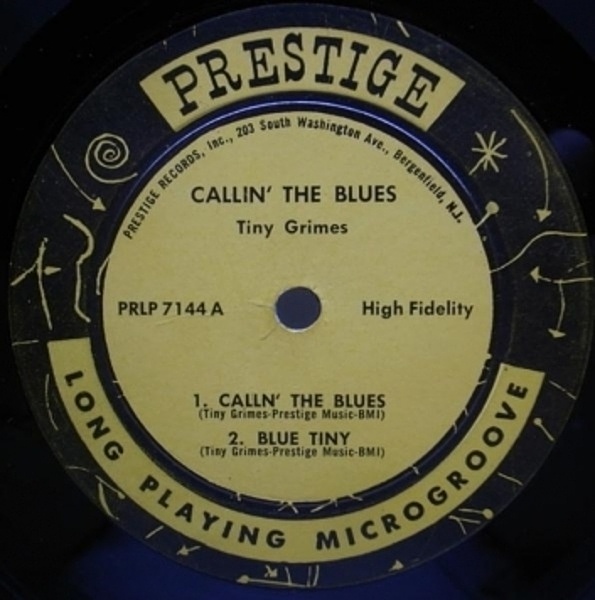 PRESTIGE
PRESTIGE RECORDS, Inc., 203 South Washington Ave., Bergenfield, N.J.
CALLIN' THE BLUES
Tiny Grimes
PRLP 7144 A
High Fidelity
1. CALLN' THE BLUES
(Tiny Grimes-Prestige Music-BMI)
2. BLUE TINY
(Tiny Grimes-Prestige Music-BMI)
LONG PLAYING MICROGROOVE